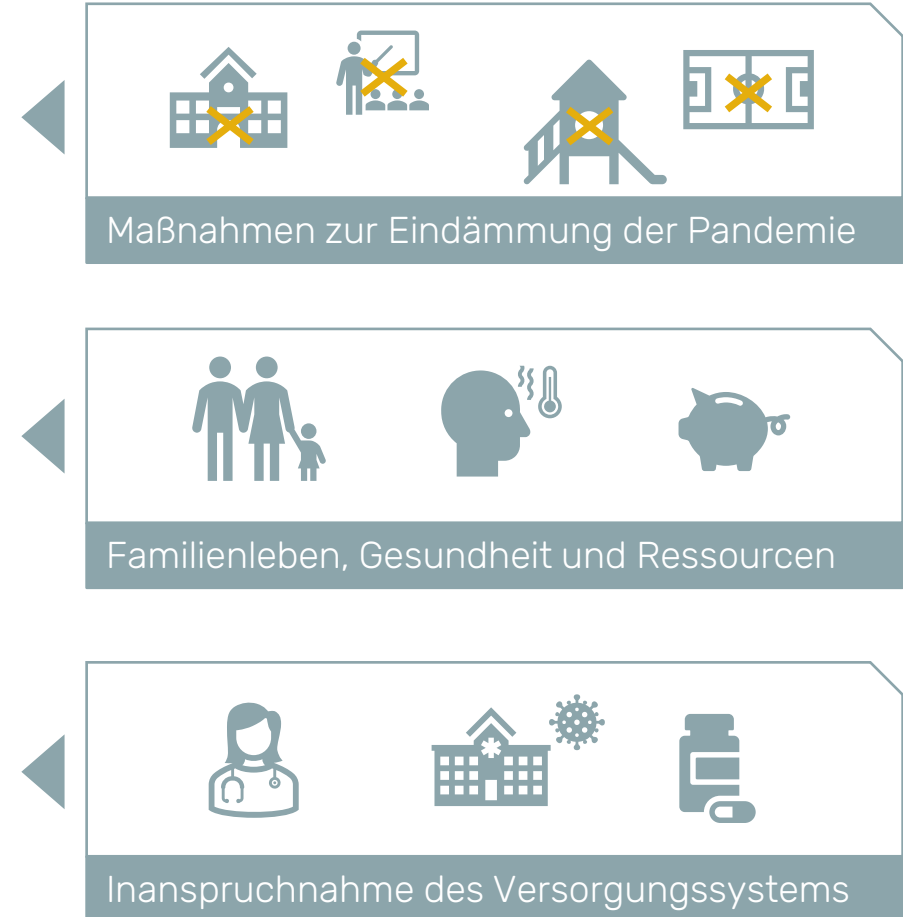 Maßnahmen zur Eindämmung der Pandemie
Familienleben, Gesundheit und Ressourcen
Inanspruchnahme des Versorgungssystems